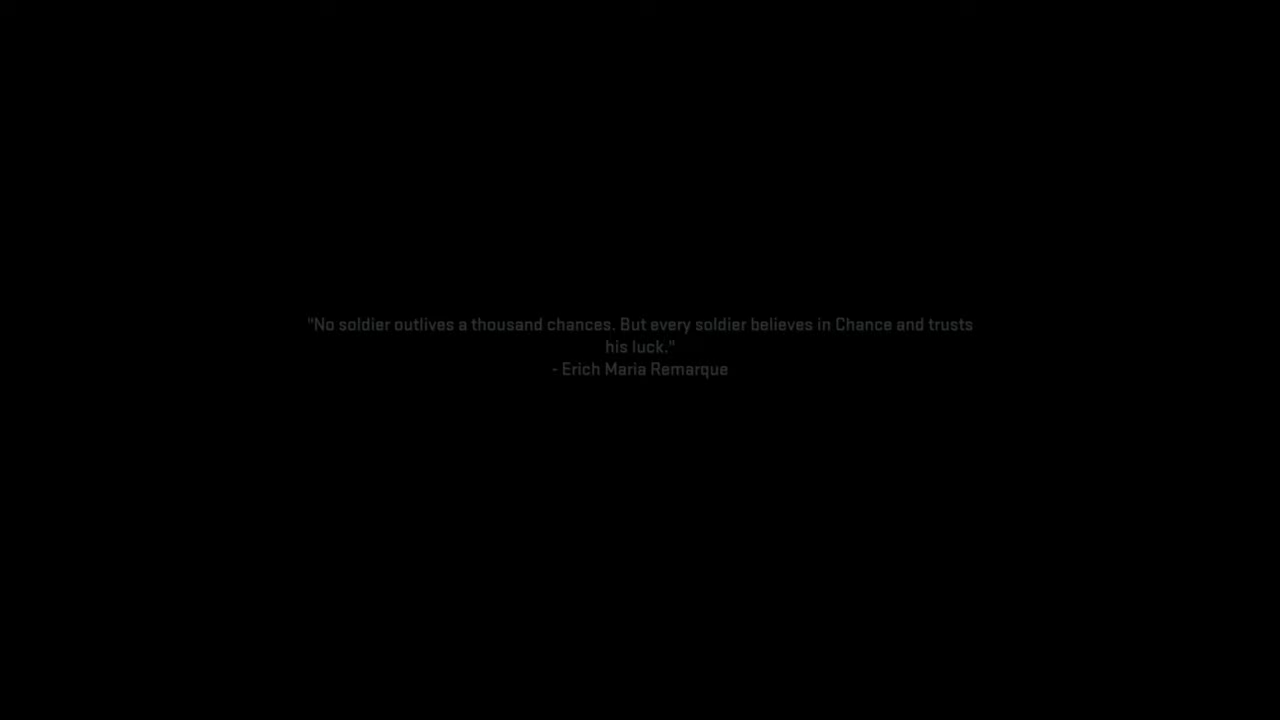 "No soldier outlives a thousand chances. But every soldier believes in Chance and trusts
his luck."
- Erich Maria Remarque